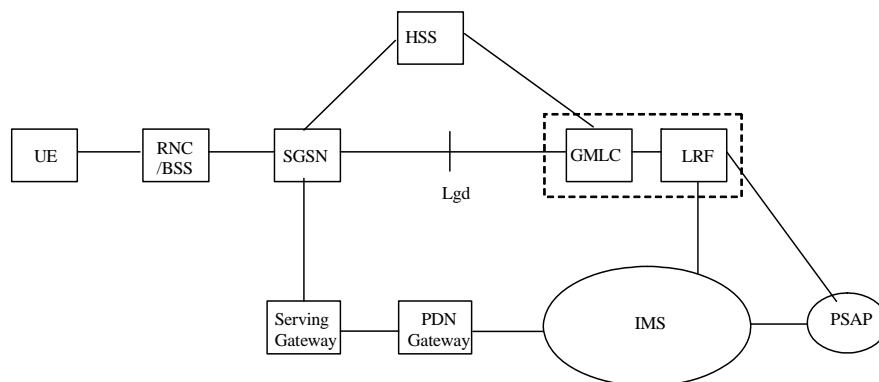 HSS
UE
RNC
/BSS
SGSN
GMLC
LRF
Lgd
Serving
Gateway
PDN
Gateway
IMS
PSAP